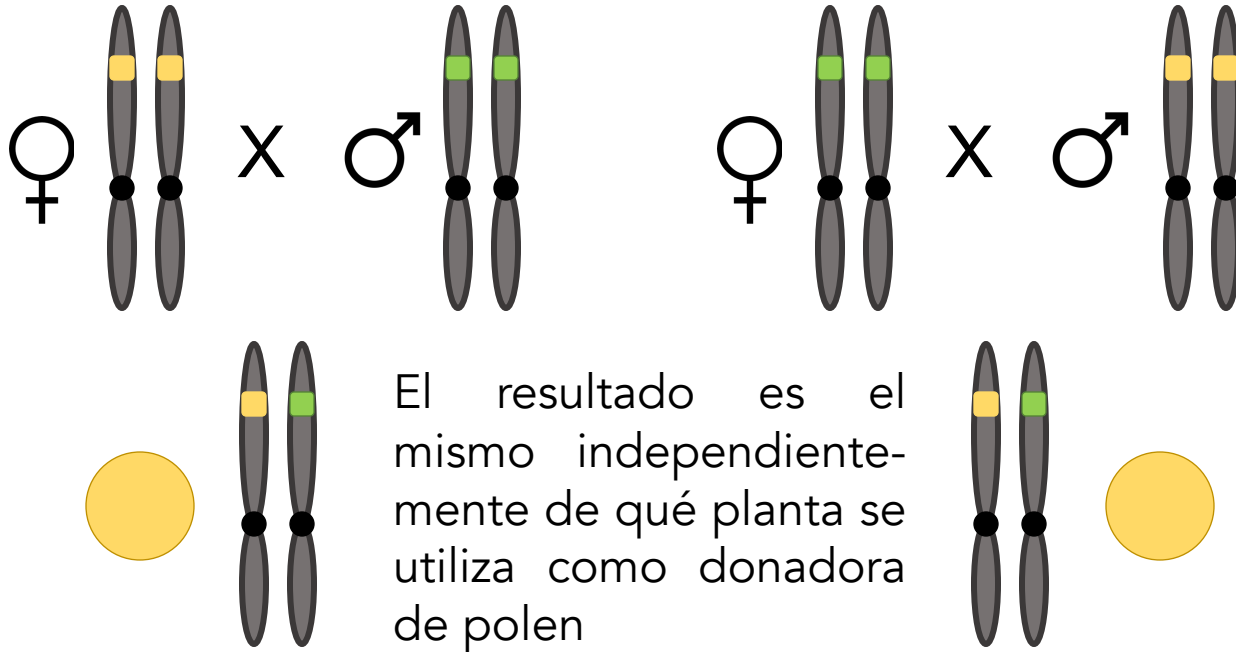 X
X
El resultado es el
mismo independiente-
mente de qué planta se
utiliza como donadora
de polen